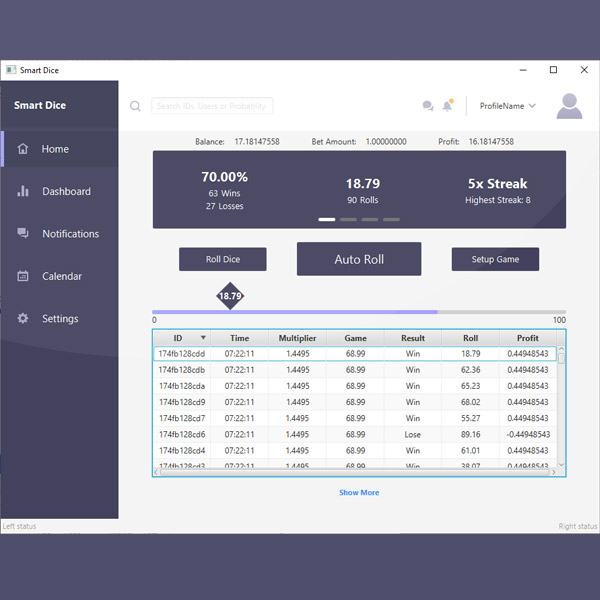 Smart Dice
Smart Dice
Search IDs, Users or Probability
ProfileName
Home
Dashboard
Notifications
Calendar
Settings
Balance: 17.18147558 Bet Amount: 1.00000000 Profit: 16.18147558
70.00%
63 Wins
27 Losses
18.79
90 Rolls
5x Streak
Highest Streak: 8
Roll Dice
Auto Roll
Setup Game
18.79
0 100
ID Time Multiplier Game Result Roll Profit
174fb128cdd 07:22:11 1.4495 68.99 Win 18.79 0.44948543
174fb128cdb 07:22:11 1.4495 68.99 Win 62.36 0.44948543
174fb128cda 07:22:11 1.4495 68.99 Win 65.23 0.44948543
174fb128cd9 07:22:11 1.4495 68.99 Win 68.02 0.44948543
174fb128cd7 07:22:11 1.4495 68.99 Win 55.27 0.44948543
174fb128cd6 07:22:11 1.4495 68.99 Lose 89.16 -0.44948543
174fb128cd4 07:22:11 1.4495 68.99 Win 61.01 0.44948543
174fb128cd3 07:22:11 1.4495 68.99 Win 38.07 0.44948543
Show More
Left status Right status